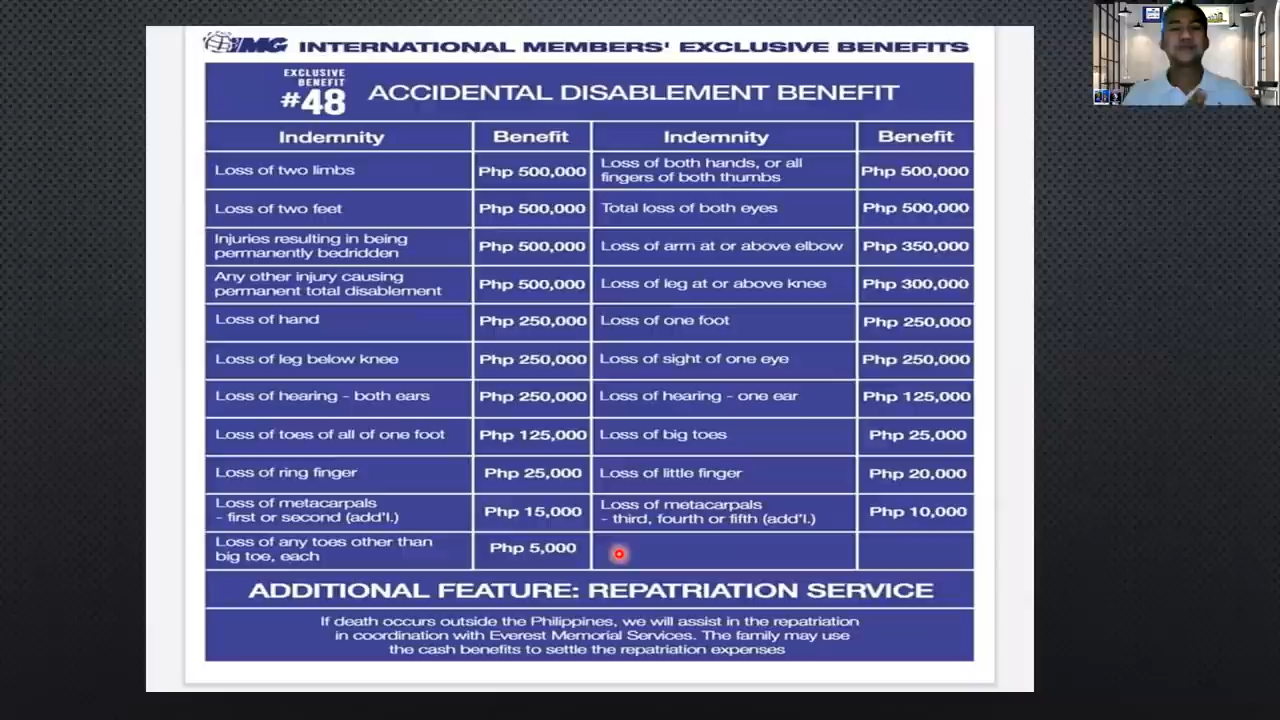 IMG INTERNATIONAL MEMBERS' EXCLUSIVE BENEFITS
EXCLUSIVE
BENEFIT
#48
ACCIDENTAL DISABLEMENT BENEFIT
Indemnity Benefit Indemnity Benefit
Loss of two limbs Php 500,000 Loss of both hands, or all
fingers of both thumbs Php 500,000
Loss of two feet Php 500,000 Total loss of both eyes Php 500,000
Injuries resulting in being
permanently bedridden Php 500,000 Loss of arm at or above elbow Php 350,000
Any other injury causing
permanent total disablement Php 500,000 Loss of leg at or above knee Php 300,000
Loss of hand Php 250,000 Loss of one foot Php 250,000
Loss of leg below knee Php 250,000 Loss of sight of one eye Php 250,000
Loss of hearing - both ears Php 250,000 Loss of hearing - one ear Php 125,000
Loss of toes of all of one foot Php 125,000 Loss of big toes Php 25,000
Loss of ring finger Php 25,000 Loss of little finger Php 20,000
Loss of metacarpals
- first or second (add'l.) Php 15,000 Loss of metacarpals
- third, fourth or fifth (add'l.) Php 10,000
Loss of any toes other than
big toe, each Php 5,000
ADDITIONAL FEATURE: REPATRIATION SERVICE
If death occurs outside the Philippines, we will assist in the repatriation
in coordination with Everest Memorial Services. The family may use
the cash benefits to settle the repatriation expenses